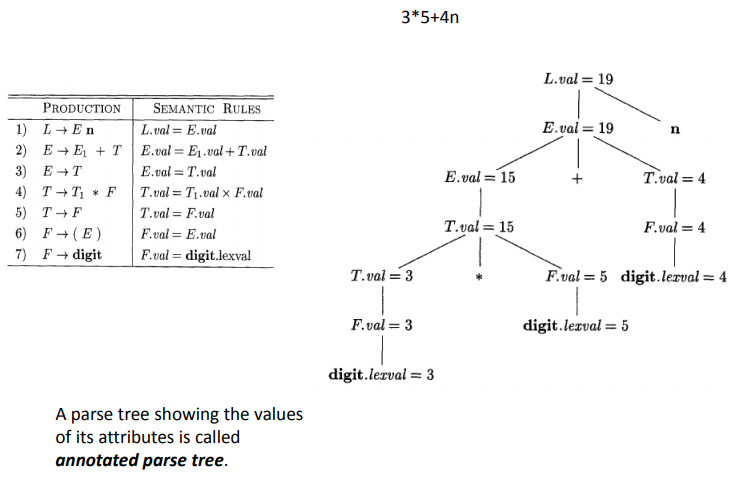 3*5+4n
PRODUCTION SEMANTIC RULES
1) L → E n L.val = E.val
2) E → E₁ + T E.val = E₁.val + T.val
3) E → T E.val = T.val
4) T → T₁ * F T.val = T₁.val × F.val
5) T → F T.val = F.val
6) F → ( E ) F.val = E.val
7) F → digit F.val = digit.lexval
L.val = 19
E.val = 19 n
E.val = 15 + T.val = 4
T.val = 15 F.val = 4
T.val = 3 * F.val = 5 digit.lexval = 4
F.val = 3 digit.lexval = 5
digit.lexval = 3
A parse tree showing the values
of its attributes is called
annotated parse tree.